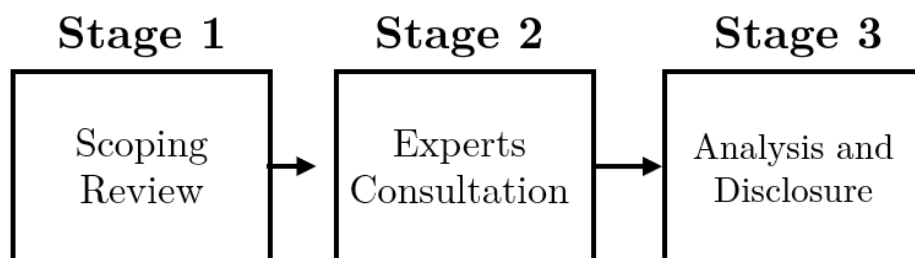 Stage 1
Stage 2
Stage 3
Scoping
Review
Experts
Consultation
Analysis and
Disclosure